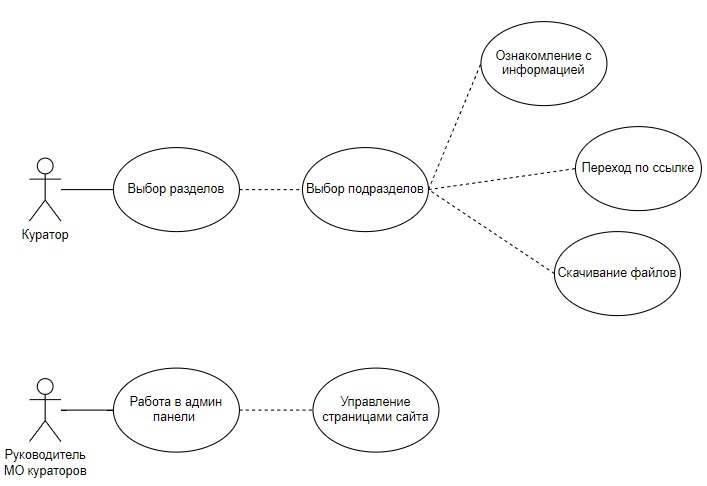 Ознакомление с
информацией
Переход по ссылке
Выбор разделов
Выбор подразделов
Куратор
Скачивание файлов
Работа в админ
панели
Управление
страницами сайта
Руководитель
МО кураторов